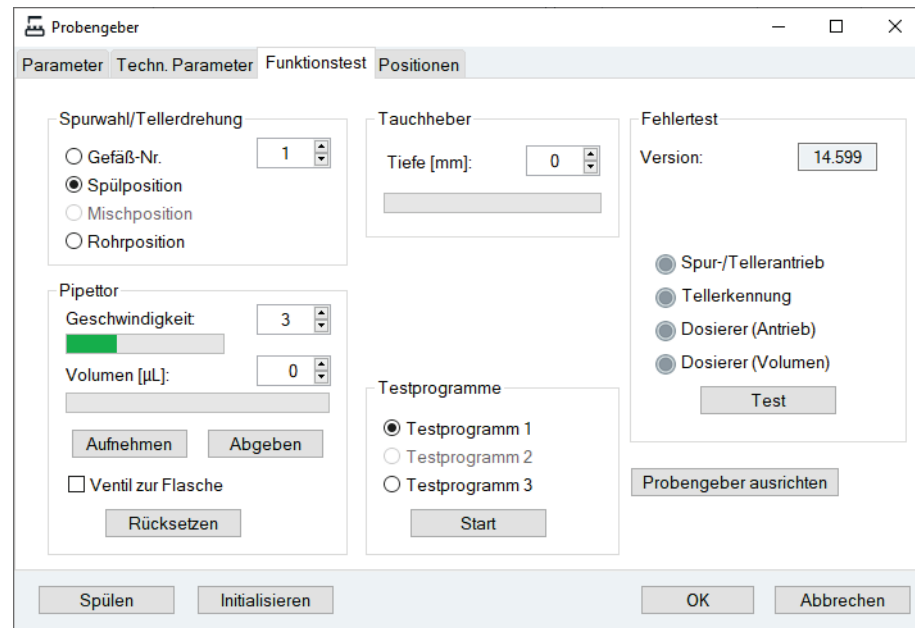 Probengeber
Parameter
Techn. Parameter
Funktionstest
Positionen
Spurwahl/Tellerdrehung
Gefäß-Nr.
1
Spülposition
Mischposition
Rohrposition
Pipettor
Geschwindigkeit:
3
Volumen [µL]:
0
Aufnehmen
Abgeben
Ventil zur Flasche
Rücksetzen
Tauchheber
Tiefe [mm]:
0
Testprogramme
Testprogramm 1
Testprogramm 2
Testprogramm 3
Start
Fehlertest
Version:
14.599
Spur-/Tellerantrieb
Tellerkennung
Dosierer (Antrieb)
Dosierer (Volumen)
Test
Probengeber ausrichten
Spülen
Initialisieren
OK
Abbrechen